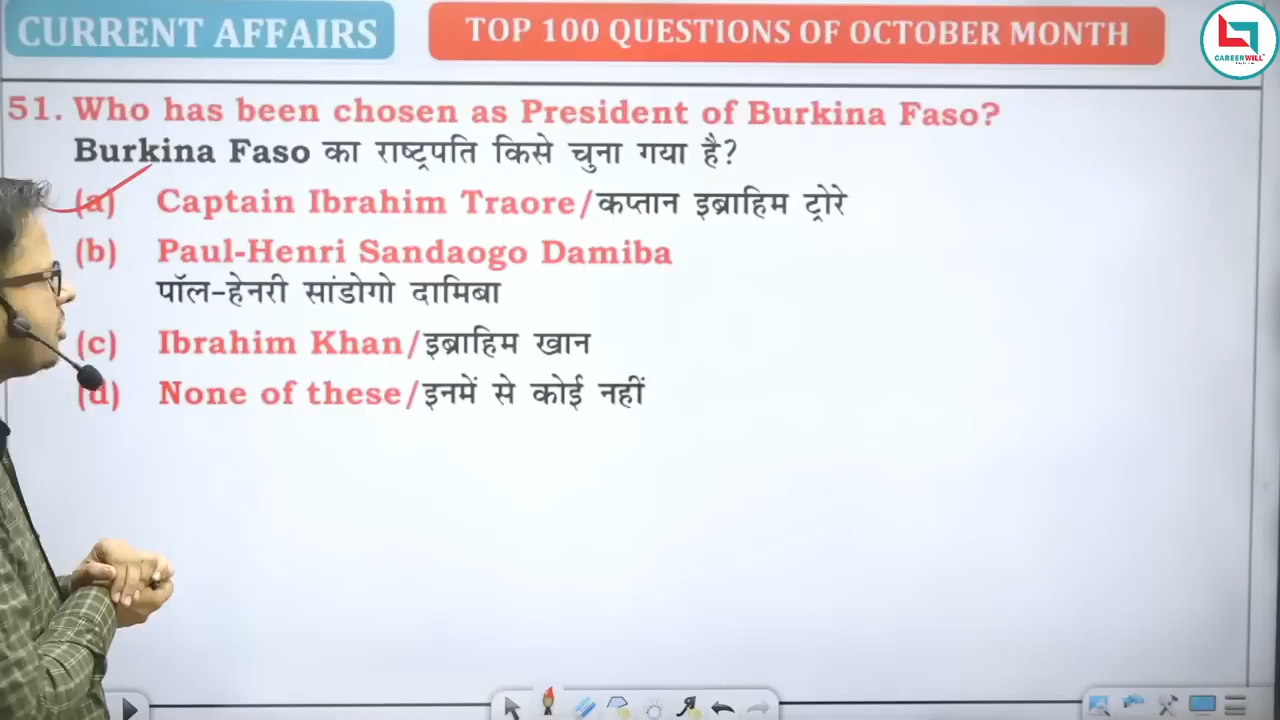 CURRENT AFFAIRS
TOP 100 QUESTIONS OF OCTOBER MONTH
CAREERWILL
51. Who has been chosen as President of Burkina Faso?
Burkina Faso का राष्ट्रपति किसे चुना गया है?
(a) Captain Ibrahim Traore/कप्तान इब्राहिम ट्रोरे
(b) Paul-Henri Sandaogo Damiba
पॉल-हेनरी सांडोगो दामिबा
(c) Ibrahim Khan/इब्राहिम खान
(d) None of these/इनमें से कोई नहीं